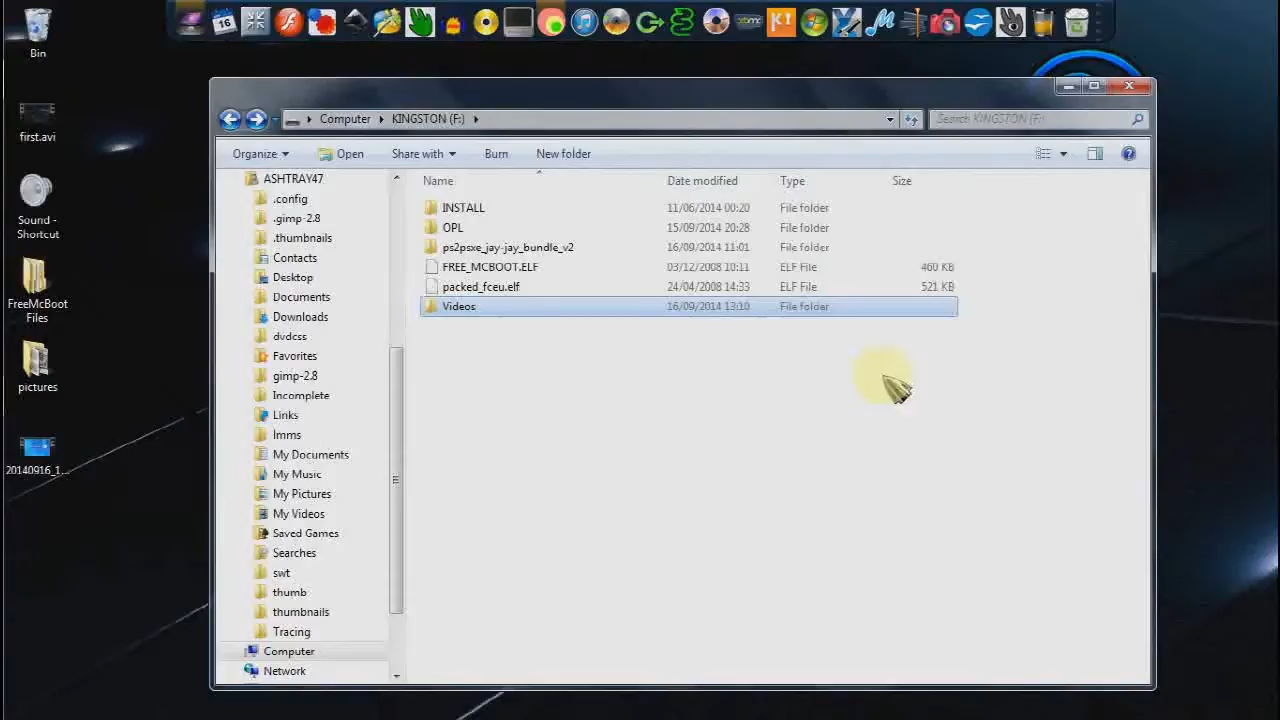 16
xbmc
K!
Bin
first.avi
Sound -
Shortcut
FreeMcBoot
Files
pictures
20140916_1...
Computer
KINGSTON (F:)
Search KINGSTON (F:)
Organize
Open
Share with
Burn
New folder
ASHTRAY47
.config
.gimp-2.8
.thumbnails
Contacts
Desktop
Documents
Downloads
dvdcss
Favorites
gimp-2.8
Incomplete
Links
lmms
My Documents
My Music
My Pictures
My Videos
Saved Games
Searches
swt
thumb
thumbnails
Tracing
Computer
Network
Name Date modified Type Size
INSTALL 11/06/2014 00:20 File folder
OPL 15/09/2014 20:28 File folder
ps2psxe_jay-jay_bundle_v2 16/09/2014 11:01 File folder
FREE_MCBOOT.ELF 03/12/2008 10:11 ELF File 460 KB
packed_fceu.elf 24/04/2008 14:33 ELF File 521 KB
Videos 16/09/2014 13:10 File folder